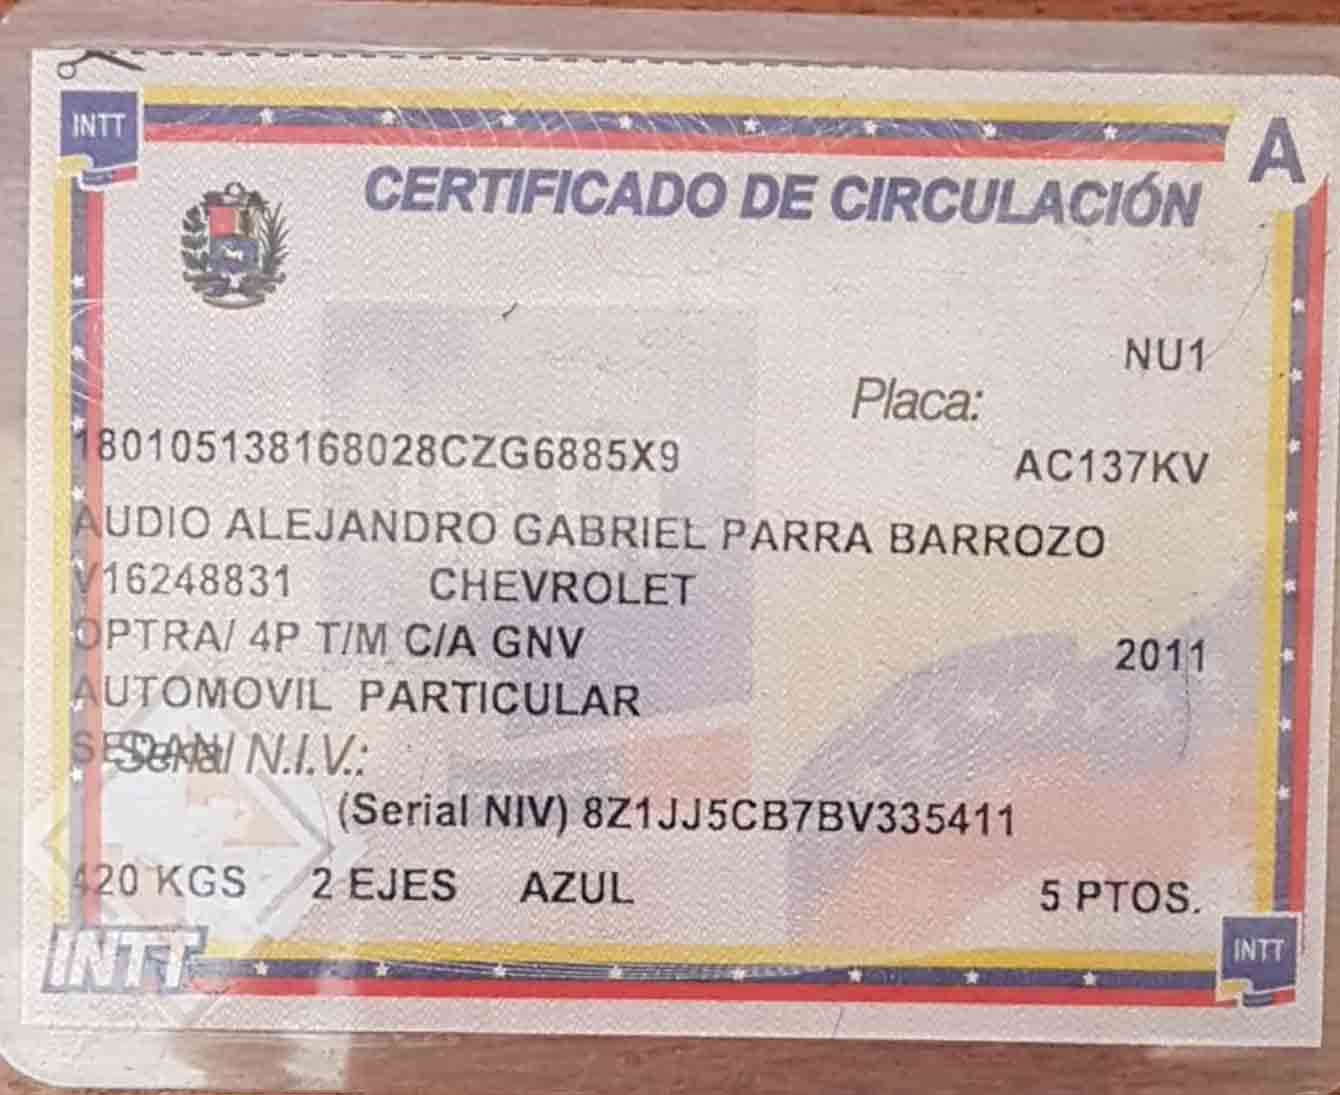 INTT
A
CERTIFICADO DE CIRCULACIÓN
NU1
Placa:
180105138168028CZG6885X9 AC137KV
AUDIO ALEJANDRO GABRIEL PARRA BARROZO
V16248831 CHEVROLET
OPTRA/ 4P T/M C/A GNV 2011
AUTOMOVIL PARTICULAR
SEDAN Serial N.I.V.:
(Serial NIV) 8Z1JJ5CB7BV335411
420 KGS 2 EJES AZUL 5 PTOS.
INTT
INTT